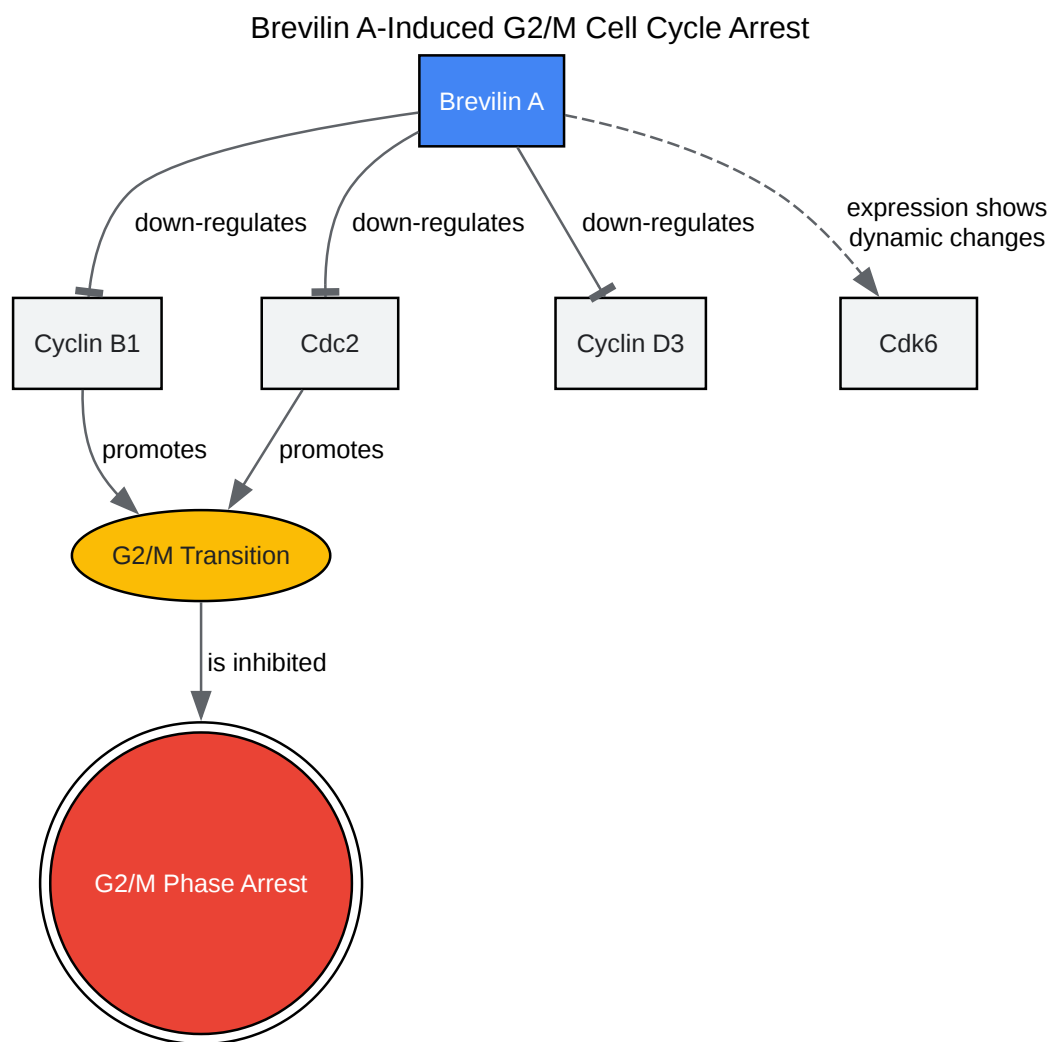 Brevilin A-Induced G2/M Cell Cycle Arrest
Brevilin A
down-regulates
down-regulates
down-regulates
expression shows
dynamic changes
Cyclin B1
Cdc2
Cyclin D3
Cdk6
promotes
promotes
G2/M Transition
is inhibited
G2/M Phase Arrest